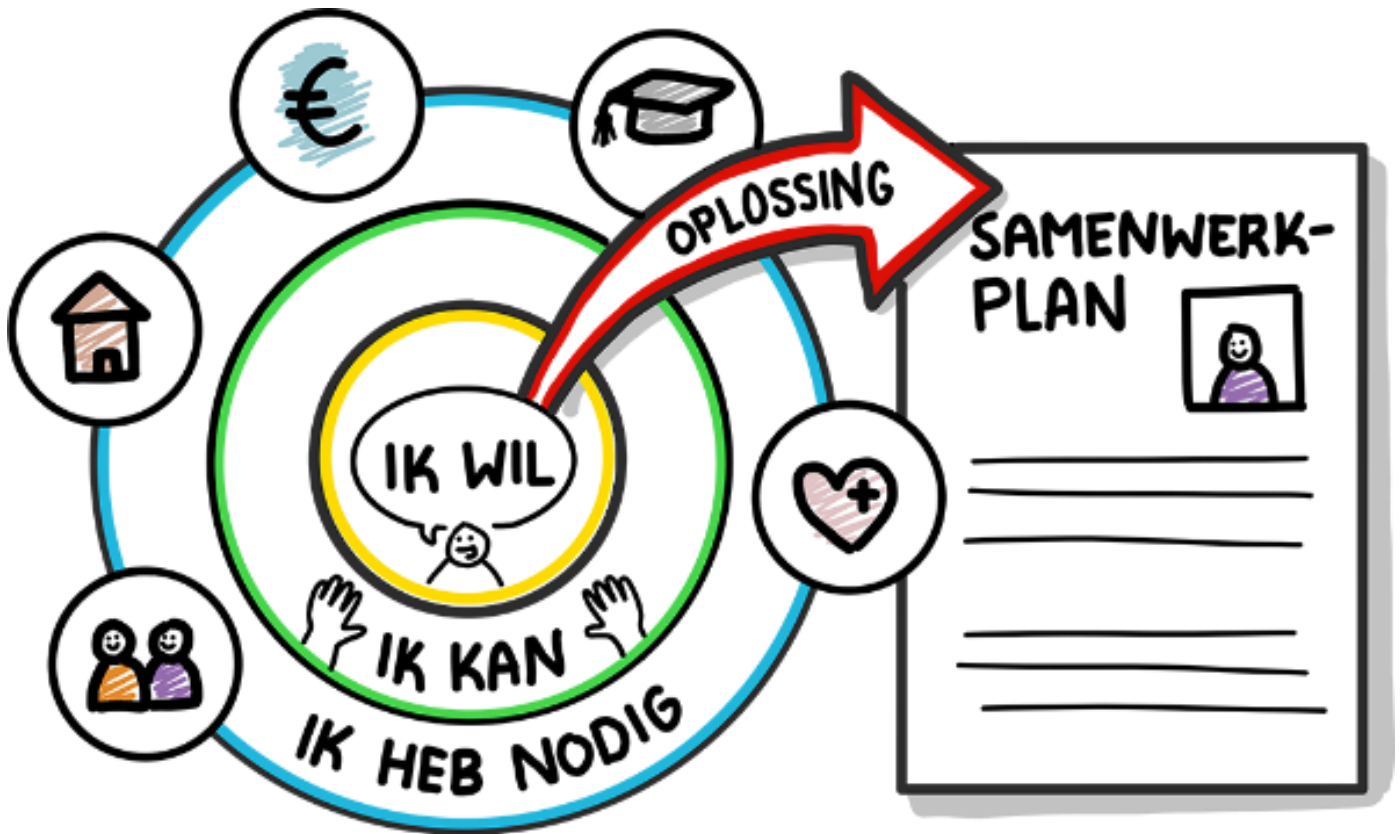 €
OPLOSSING
SAMENWERK-
PLAN
IK WIL
IK KAN
IK HEB NODIG